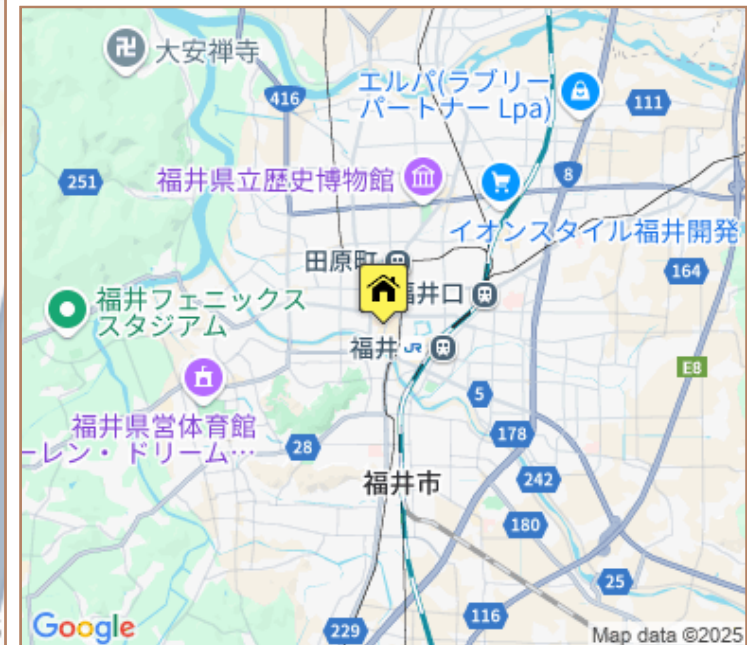 大安禅寺
416
エルパ(ラブリー
パートナー Lpa)
111
251
福井県立歴史博物館
8
イオンスタイル福井開発
田原町
164
福井フェニックス
スタジアム
福井口
福井
JR
E8
5
福井県営体育館
ーレン・ドリーム…
28
178
福井市
242
180
25
116
229
Google
Map data ©2025